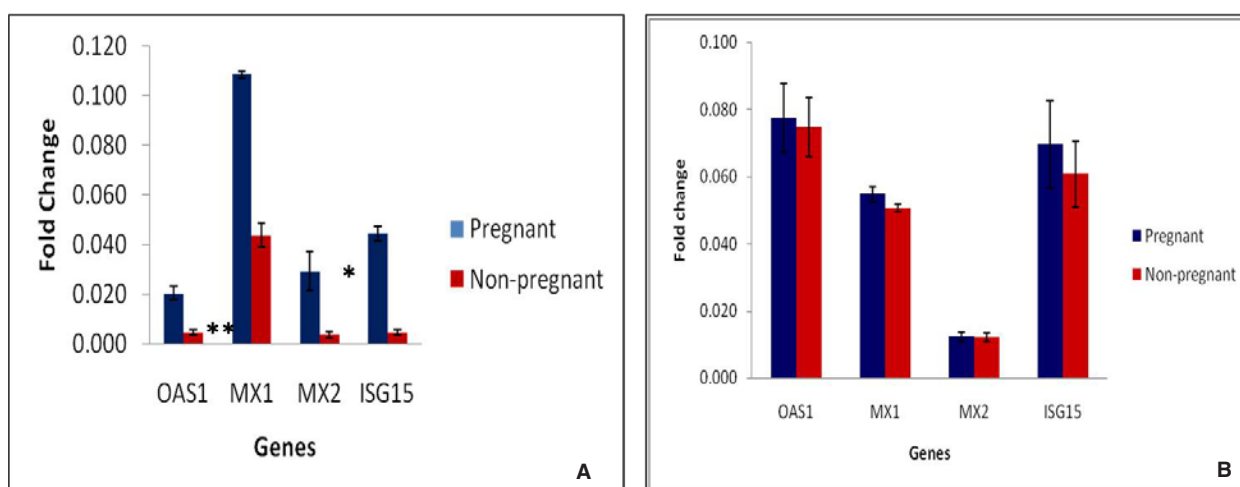 0.120
0.100
0.080
0.060
0.040
0.020
0.000
Fold Change
**
*
OAS1 MX1 MX2 ISG15
Genes
Pregnant
Non-pregnant
A
0.100
0.080
0.060
0.040
0.020
0.000
Fold change
OAS1 MX1 MX2 ISG15
Genes
Pregnant
Non-pregnant
B